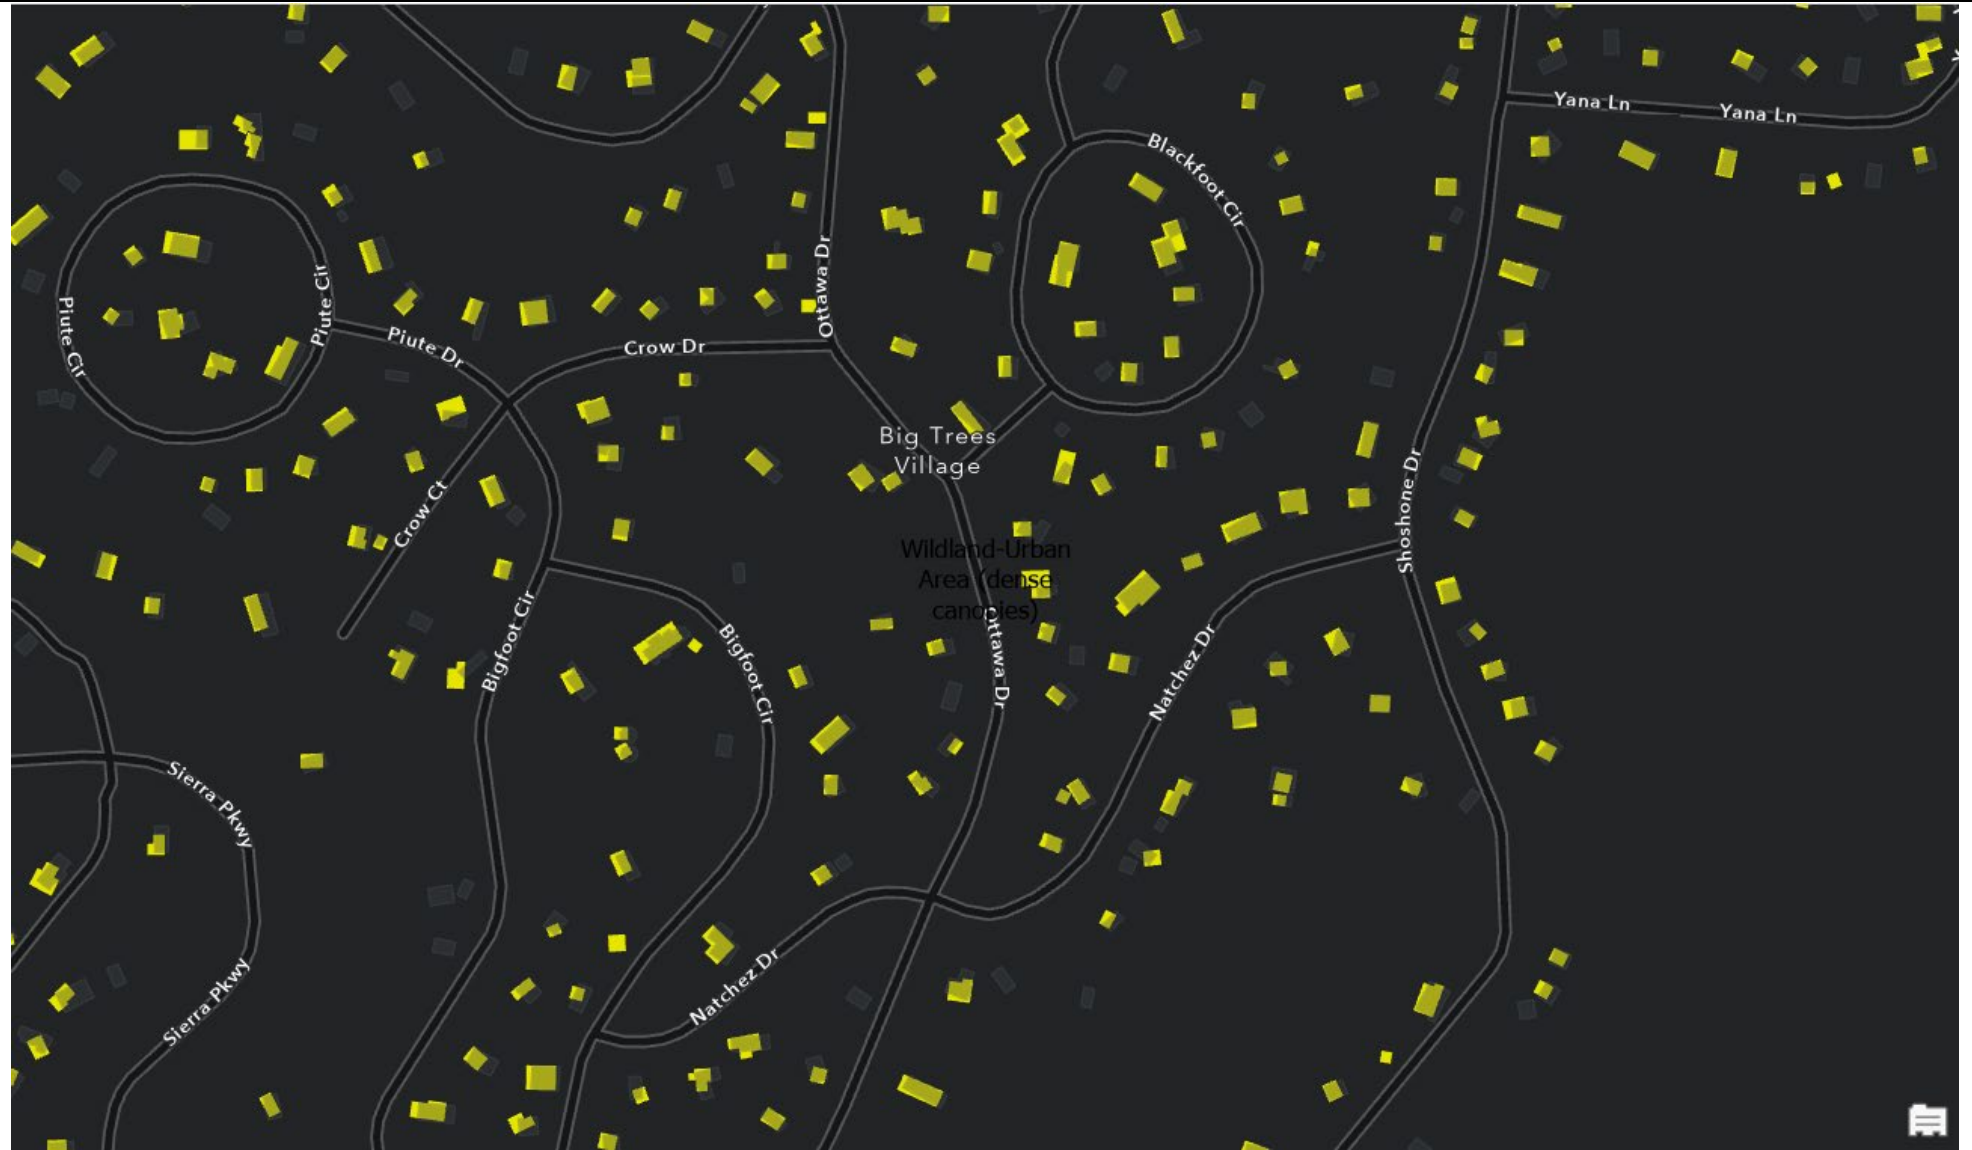 Yana Ln
Yana Ln
Blackfoot Cir
Ottawa Dr
Piute Cir
Piute Cir
Piute Dr
Crow Dr
Big Trees
Village
Crow Ct
Shoshone Dr
Wildland-Urban
Area (dense
canopies)
Ottawa Dr
Bigfoot Cir
Bigfoot Cir
Natchez Dr
Sierra Pkwy
Sierra Pkwy
Natchez Dr